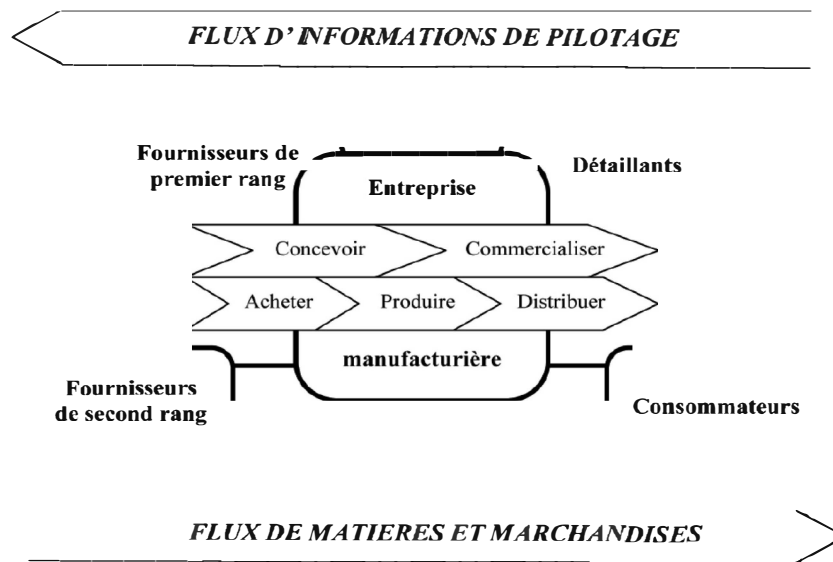 FLUX D'INFORMATIONS DE PILOTAGE
Fournisseurs de
premier rang
Détaillants
Entreprise
Concevoir
Commercialiser
Acheter
Produire
Distribuer
manufacturière
Fournisseurs
de second rang
Consommateurs
FLUX DE MATIERES ET MARCHANDISES